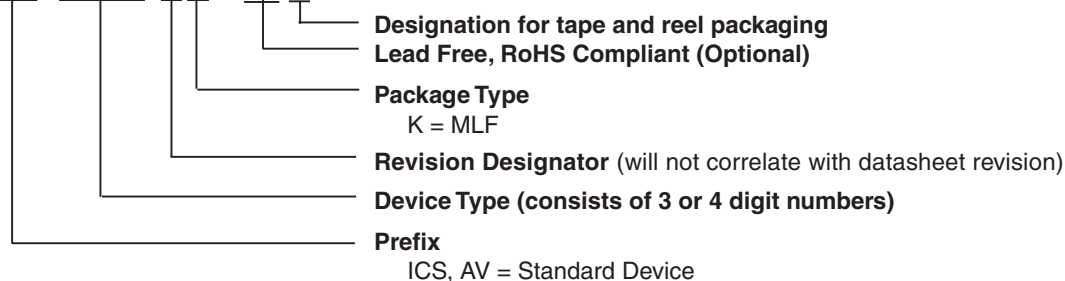 Designation for tape and reel packaging
Lead Free, RoHS Compliant (Optional)
Package Type
K = MLF
Revision Designator (will not correlate with datasheet revision)
Device Type (consists of 3 or 4 digit numbers)
Prefix
ICS, AV = Standard Device